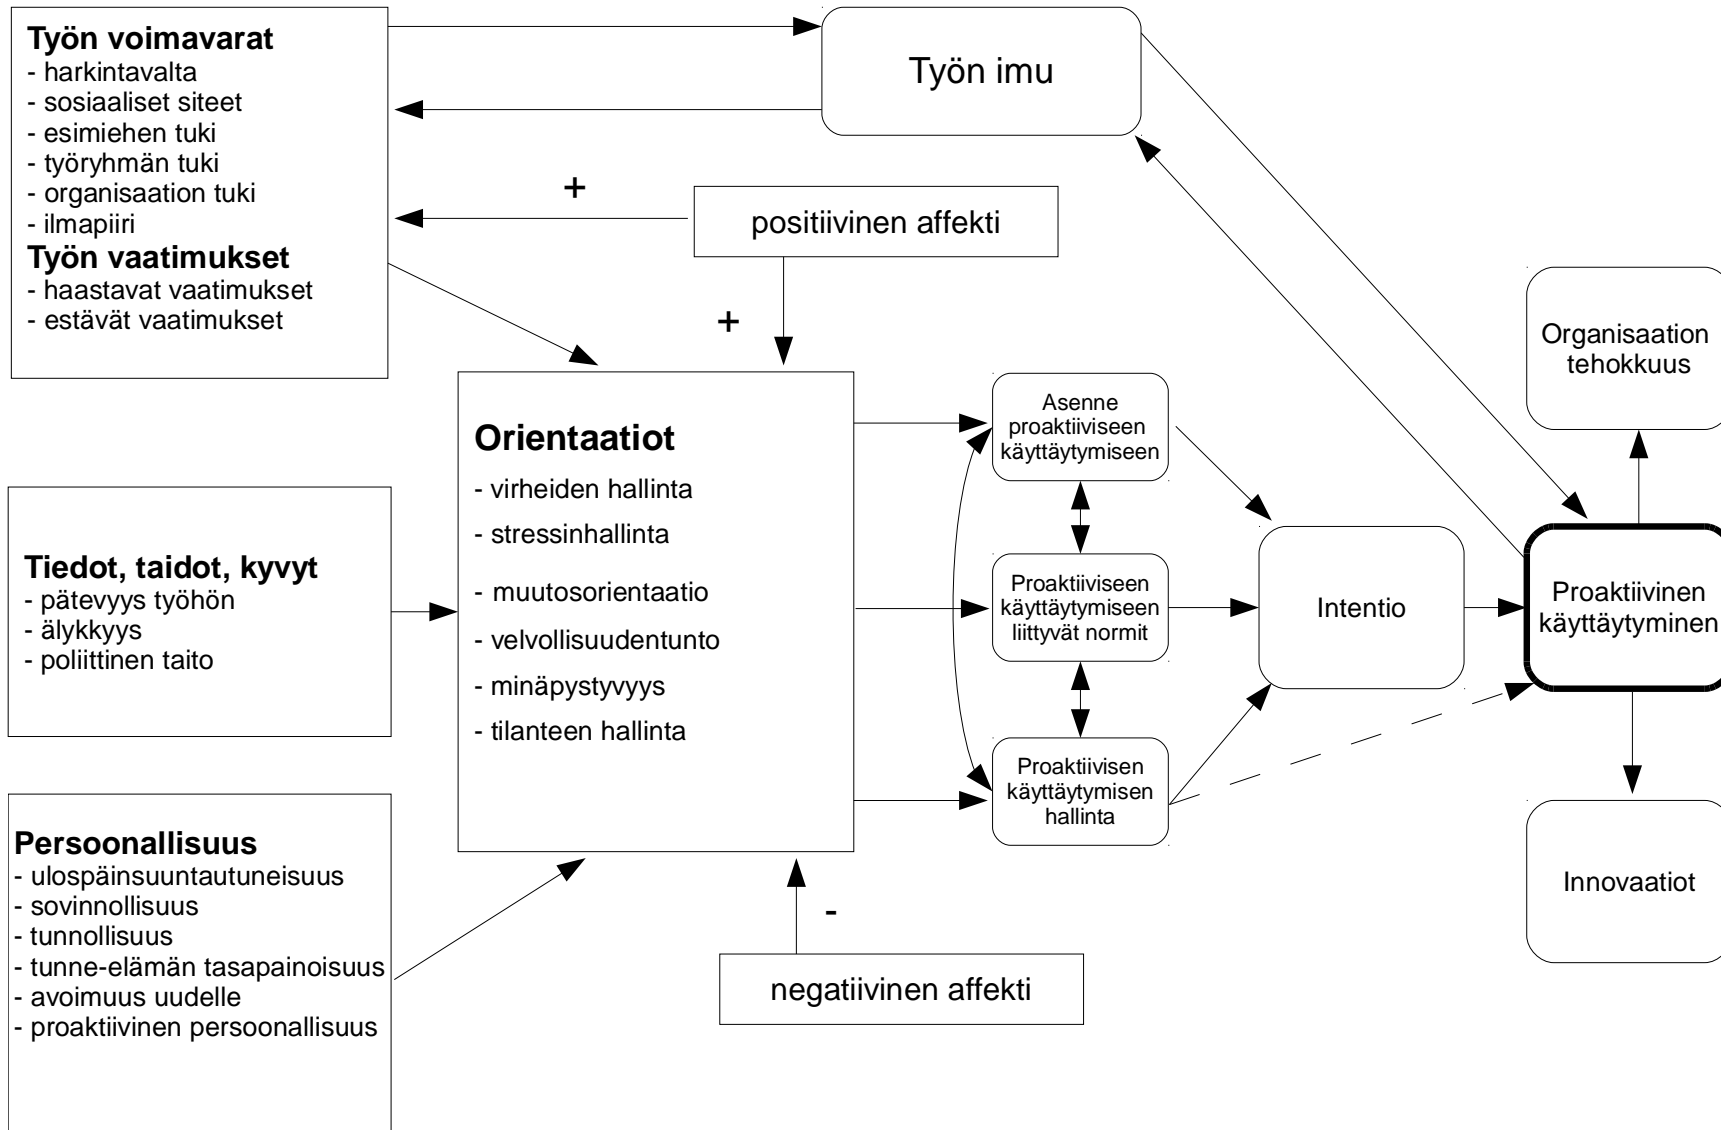 Työn voimavarat
- harkintavalta
- sosiaaliset siteet
- esimiehen tuki
- työryhmän tuki
- organisaation tuki
- ilmapiiri
Työn vaatimukset
- haastavat vaatimukset
- estävät vaatimukset
Työn imu
+
positiivinen affekti
+
Organisaation
tehokkuus
Orientaatiot
- virheiden hallinta
- stressinhallinta
- muutosorientaatio
- velvollisuudentunto
- minäpystyvyys
- tilanteen hallinta
Asenne
proaktiiviseen
käyttäytymiseen
Tiedot, taidot, kyvyt
- pätevyys työhön
- älykkyys
- poliittinen taito
Proaktiiviseen
käyttäytymiseen
liittyvät normit
Intentio
Proaktiivinen
käyttäytyminen
Proaktiivisen
käyttäytymisen
hallinta
Persoonallisuus
- ulospäinsuuntautuneisuus
- sovinnollisuus
- tunnollisuus
- tunne-elämän tasapainoisuus
- avoimuus uudelle
- proaktiivinen persoonallisuus
-
negatiivinen affekti
Innovaatiot